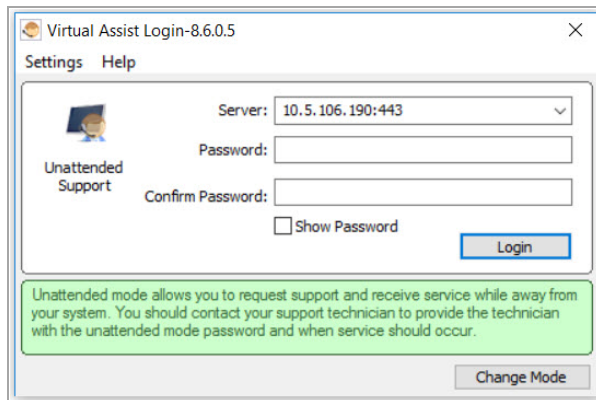 Virtual Assist Login-8.6.0.5
Settings Help
Server: 10.5.106.190:443
Password:
Unattended
Support
Confirm Password:
Show Password
Login
Unattended mode allows you to request support and receive service while away from
your system. You should contact your support technician to provide the technician
with the unattended mode password and when service should occur.
Change Mode